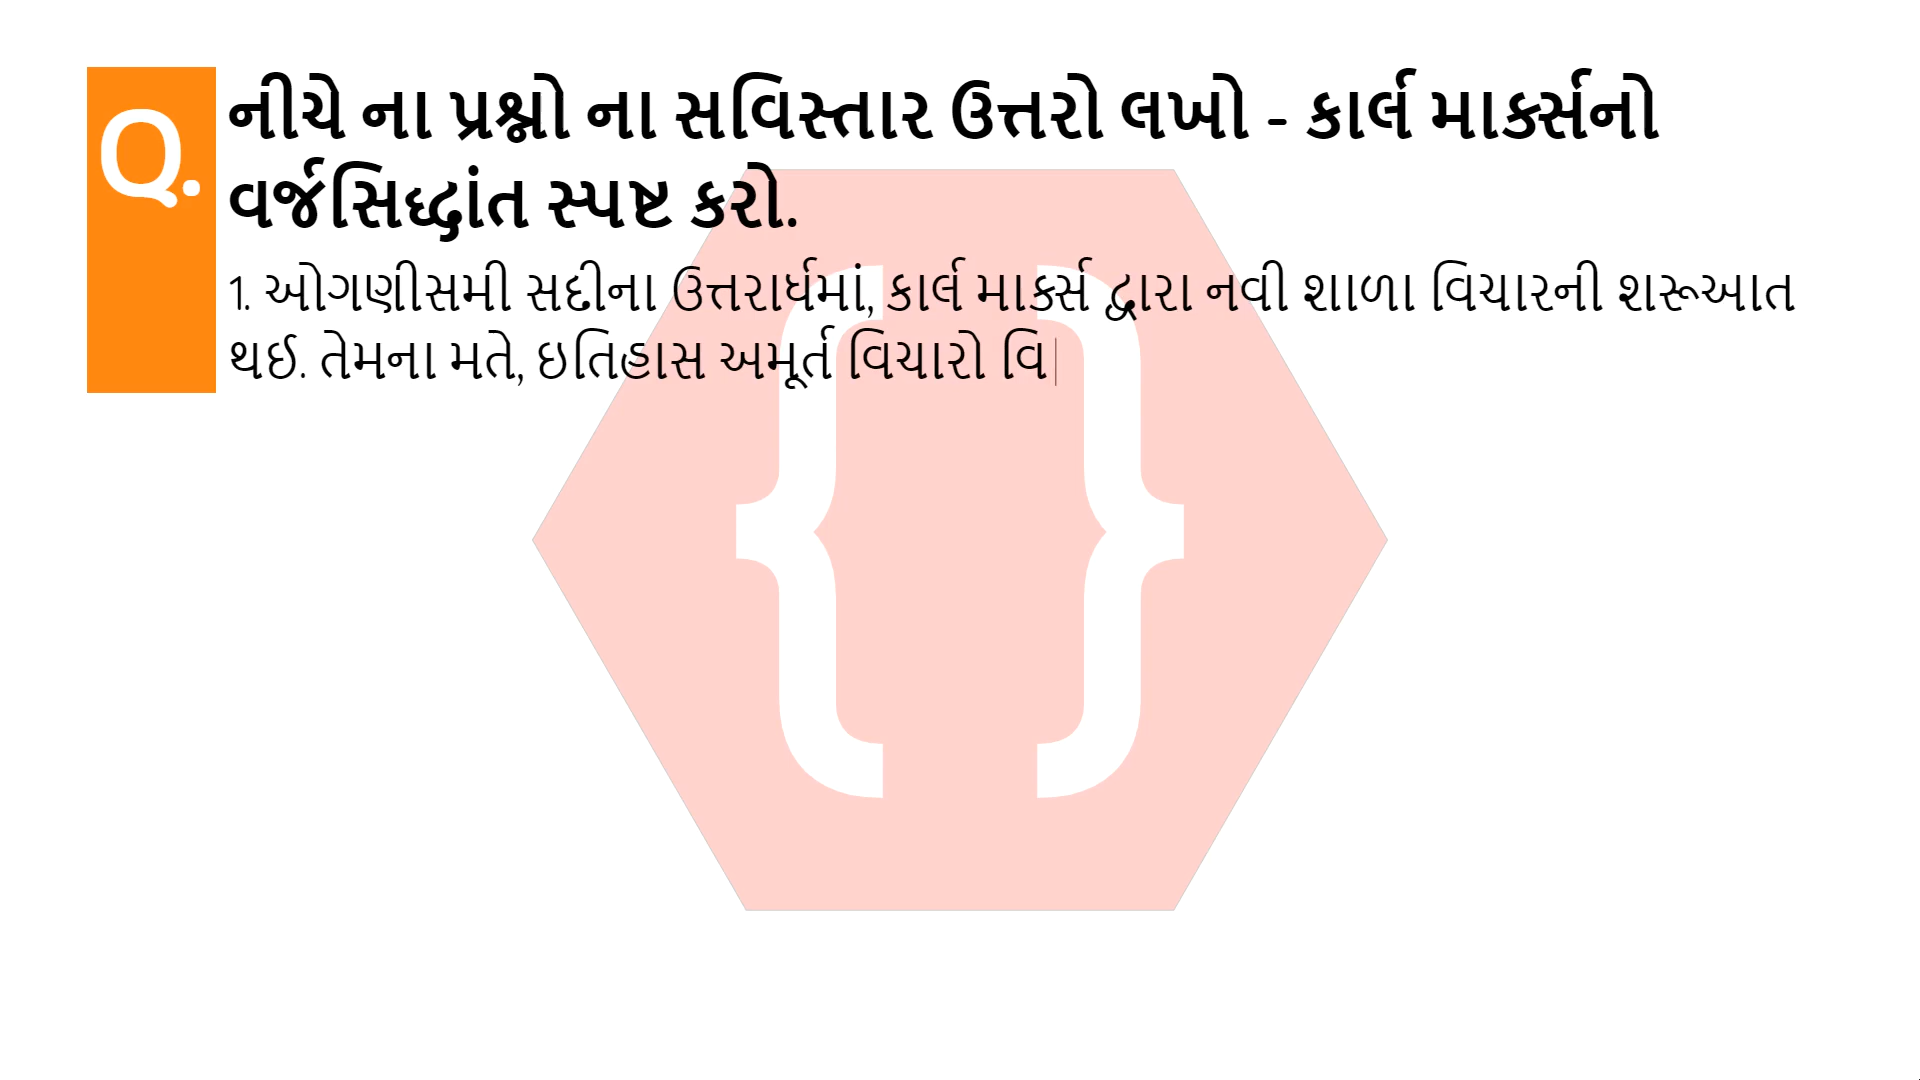 Q.
નીચે ના પ્રશ્નો ના સવિસ્તાર ઉત્તરો લખો - કાર્લ માર્ક્સનો
વર્જસિદ્ધાંત સ્પષ્ટ કરો.
1. ઓગણીસમી સદીના ઉત્તરાર્ધમાં, કાર્લ માર્ક્સ દ્વારા નવી શાળા વિચારની શરૂઆત
થઈ. તેમના મતે, ઇતિહાસ અમૂર્ત વિચારો વિ